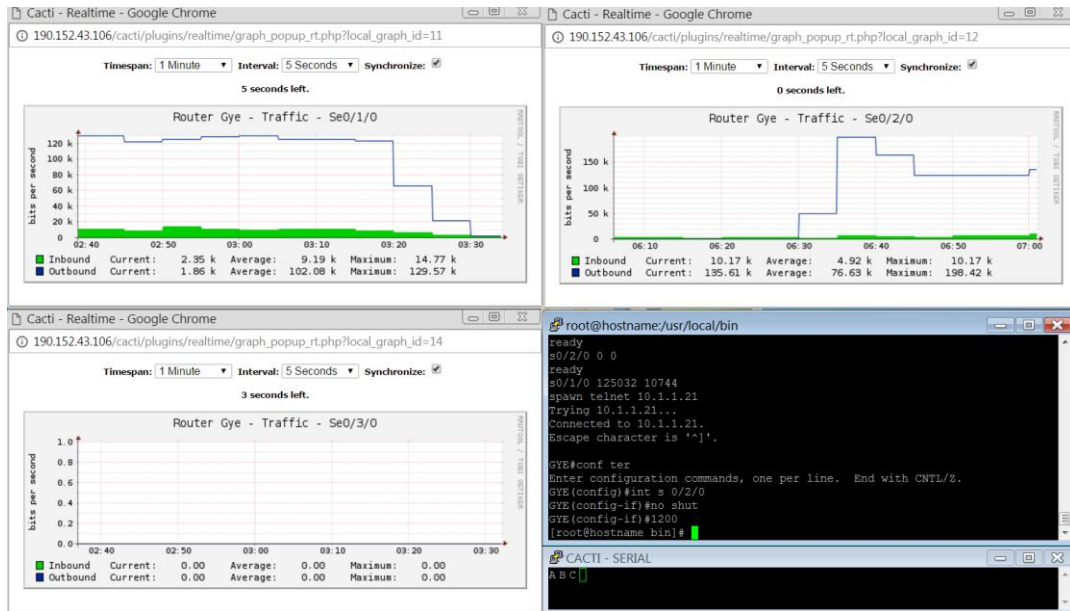 Cacti - Realtime - Google Chrome
190.152.43.106/cacti/plugins/realtime/graph_popup_rt.php?local_graph_id=11
Timespan: 1 Minute Interval: 5 Seconds Synchronize:
5 seconds left.
Router Gye - Traffic - Se0/1/0
RRDTOOL / TOBI OETIKER
bits per second
120 k
100 k
80 k
60 k
40 k
20 k
0
02:40 02:50 03:00 03:10 03:20 03:30
Inbound Current: 2.35 k Average: 9.19 k Maximum: 14.77 k
Outbound Current: 1.86 k Average: 102.08 k Maximum: 129.57 k
Cacti - Realtime - Google Chrome
190.152.43.106/cacti/plugins/realtime/graph_popup_rt.php?local_graph_id=12
Timespan: 1 Minute Interval: 5 Seconds Synchronize:
0 seconds left.
Router Gye - Traffic - Se0/2/0
RRDTOOL / TOBI OETIKER
bits per second
150 k
100 k
50 k
0
06:10 06:20 06:30 06:40 06:50 07:00
Inbound Current: 10.17 k Average: 4.92 k Maximum: 10.17 k
Outbound Current: 135.61 k Average: 76.63 k Maximum: 198.42 k
Cacti - Realtime - Google Chrome
190.152.43.106/cacti/plugins/realtime/graph_popup_rt.php?local_graph_id=14
Timespan: 1 Minute Interval: 5 Seconds Synchronize:
3 seconds left.
Router Gye - Traffic - Se0/3/0
RRDTOOL / TOBI OETIKER
bits per second
1.0
0.8
0.6
0.4
0.2
0.0
02:40 02:50 03:00 03:10 03:20 03:30
Inbound Current: 0.00 Average: 0.00 Maximum: 0.00
Outbound Current: 0.00 Average: 0.00 Maximum: 0.00
root@hostname:/usr/local/bin
ready
s0/2/0 0 0
ready
s0/1/0 125032 10744
spawn telnet 10.1.1.21
Trying 10.1.1.21...
Connected to 10.1.1.21.
Escape character is '^]'.
GYE#conf ter
Enter configuration commands, one per line. End with CNTL/Z.
GYE(config)#int s 0/2/0
GYE(config-if)#no shut
GYE(config-if)#1200
[root@hostname bin]#
CACTI - SERIAL
A B C